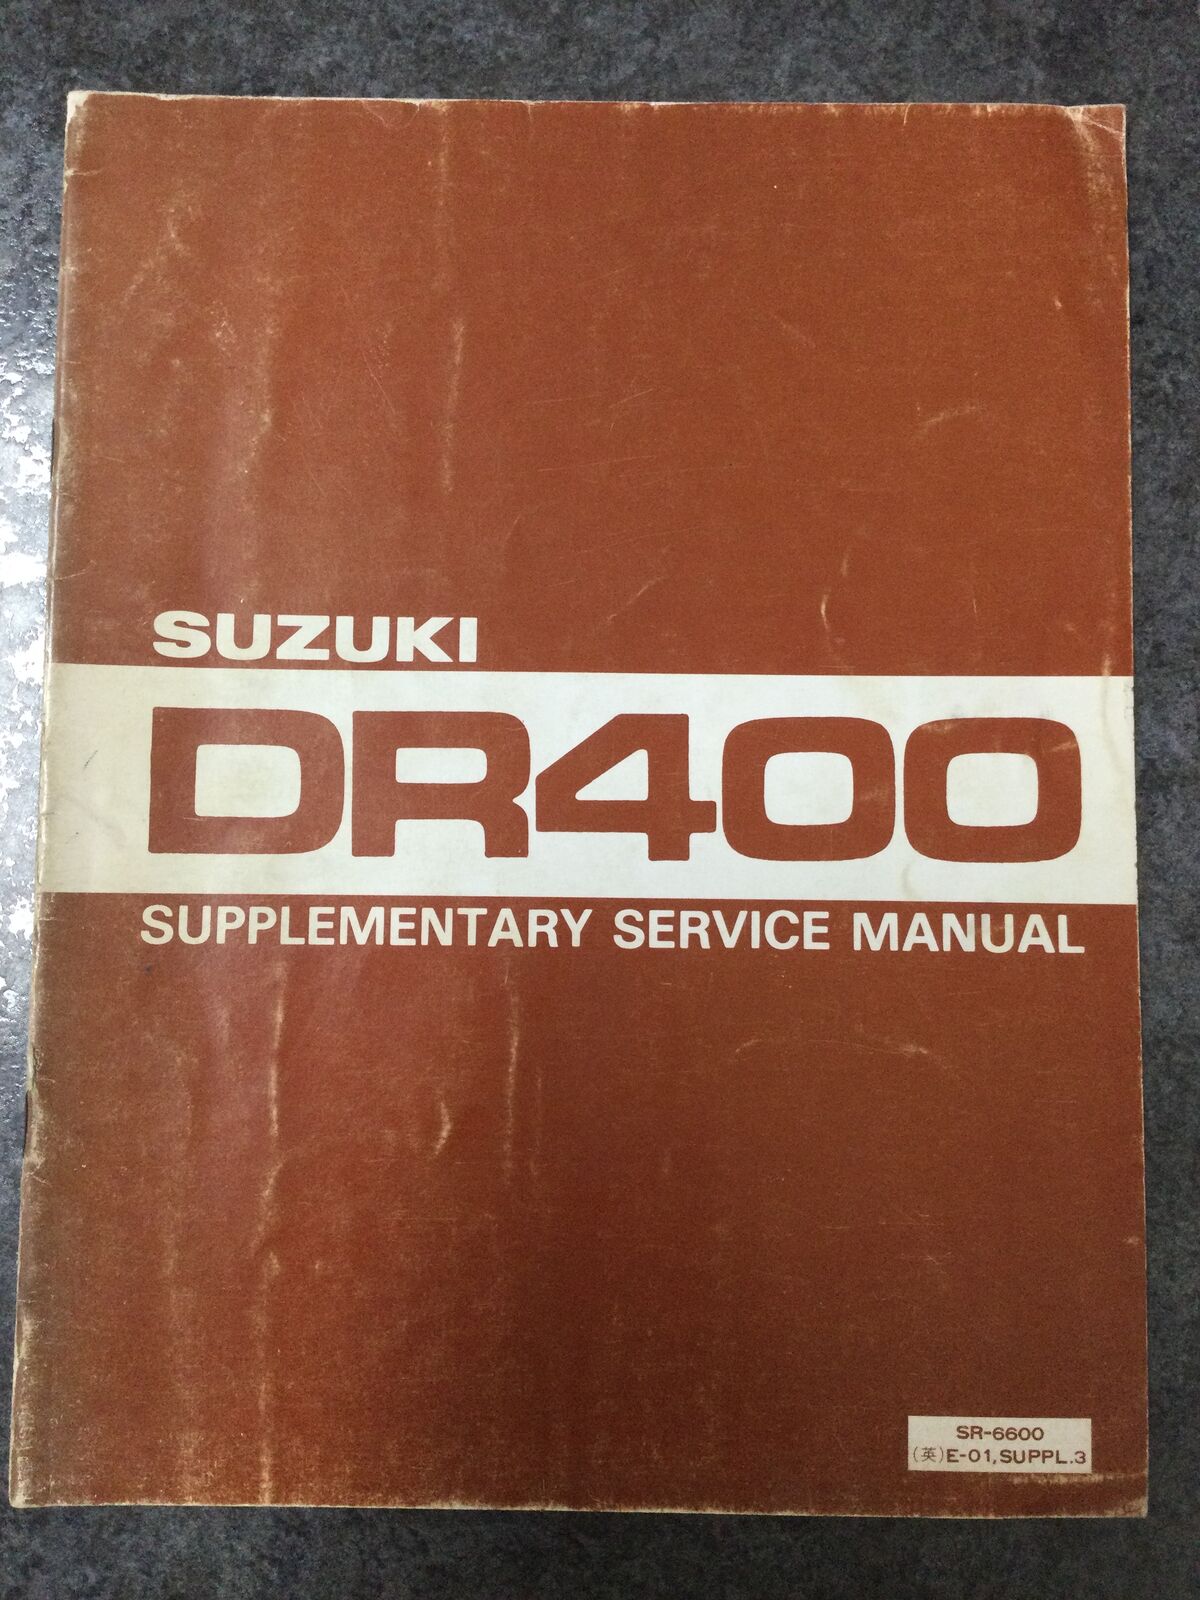 SUZUKI
DR400
SUPPLEMENTARY SERVICE MANUAL
SR-6600
(英)E-01,SUPPL.3